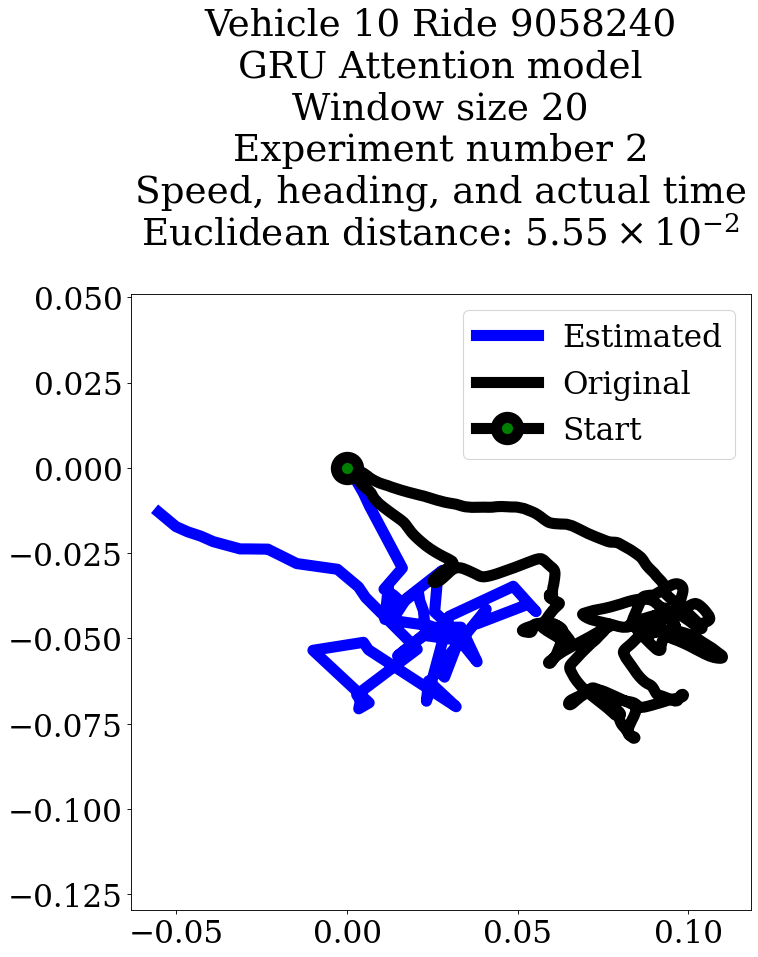 Vehicle 10 Ride 9058240
GRU Attention model
Window size 20
Experiment number 2
Speed, heading, and actual time
Euclidean distance: 5.55 × 10⁻²
0.050
0.025
0.000
−0.025
−0.050
−0.075
−0.100
−0.125
Estimated
Original
Start
−0.05
0.00
0.05
0.10